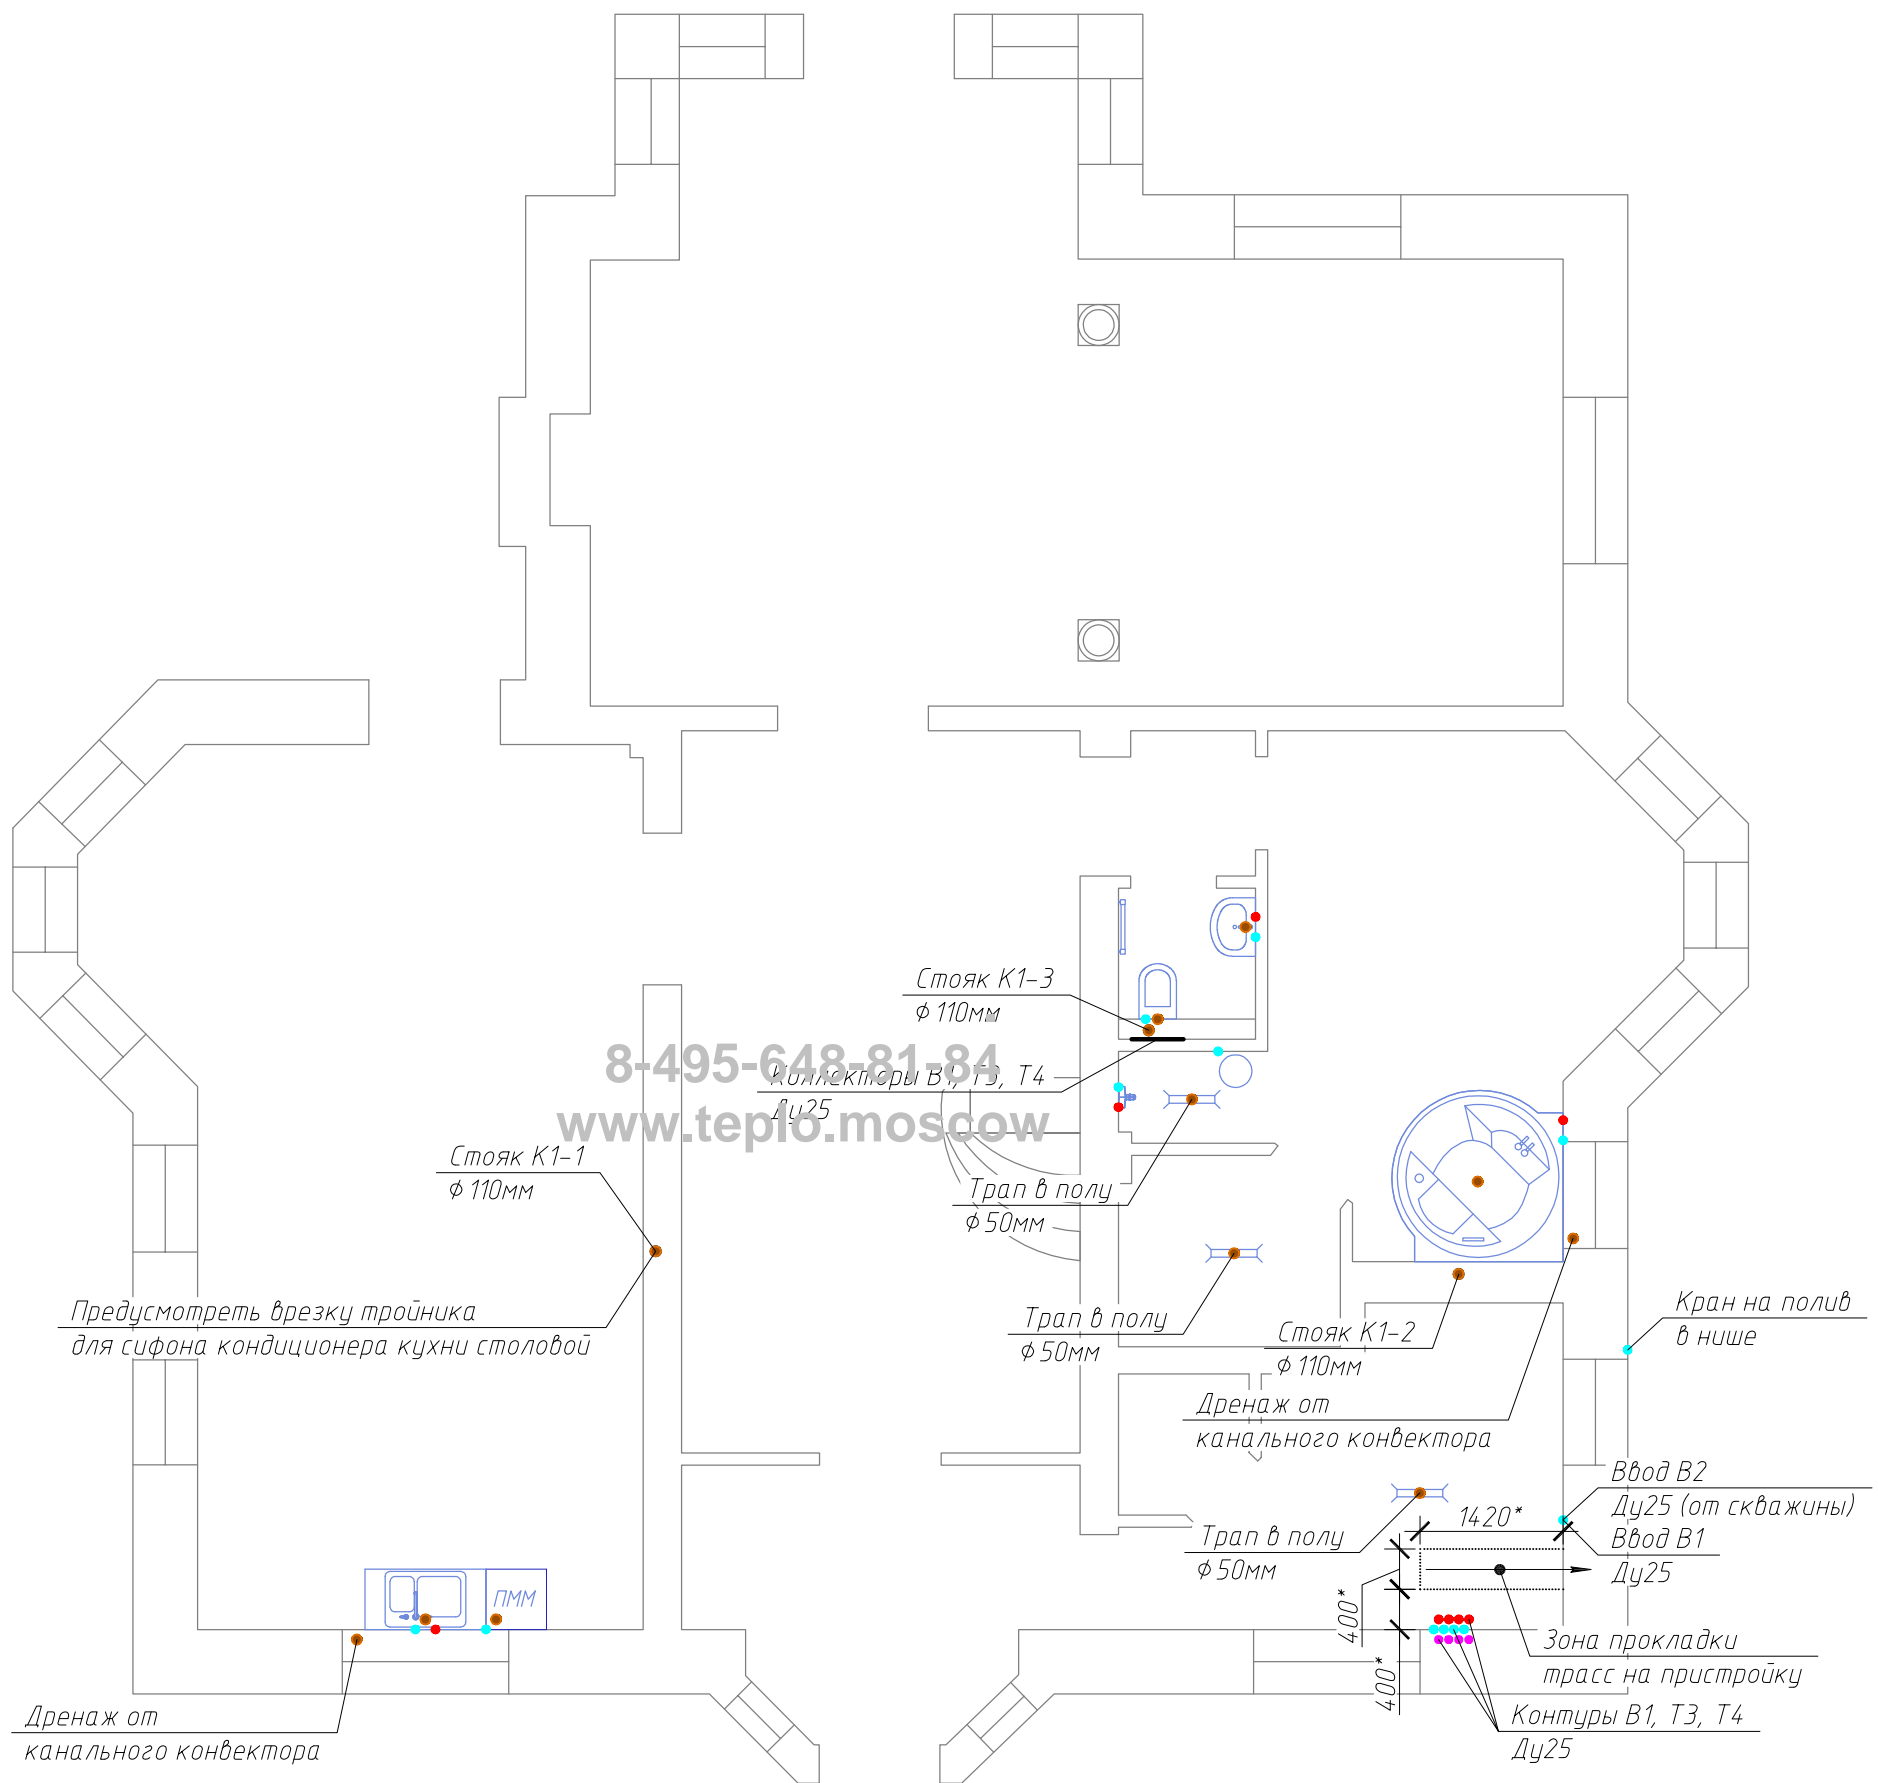 Стояк К1-3
ф 110мм
8-495-648-81-84
Коллекторы В1, Т3, Т4
Ду25
www.teplo.moscow
Стояк К1-1
ф 110мм
Трап в полу
ф 50мм
Предусмотреть врезку тройника
для сифона кондиционера кухни столовой
Трап в полу
ф 50мм
Стояк К1-2
ф 110мм
Кран на полив
в нише
Дренаж от
канального конвектора
Ввод В2
Ду25 (от скважины)
Ввод В1
Ду25
1420*
Трап в полу
ф 50мм
400*
400*
ПММ
Зона прокладки
трасс на пристройку
Контуры В1, Т3, Т4
Ду25
Дренаж от
канального конвектора